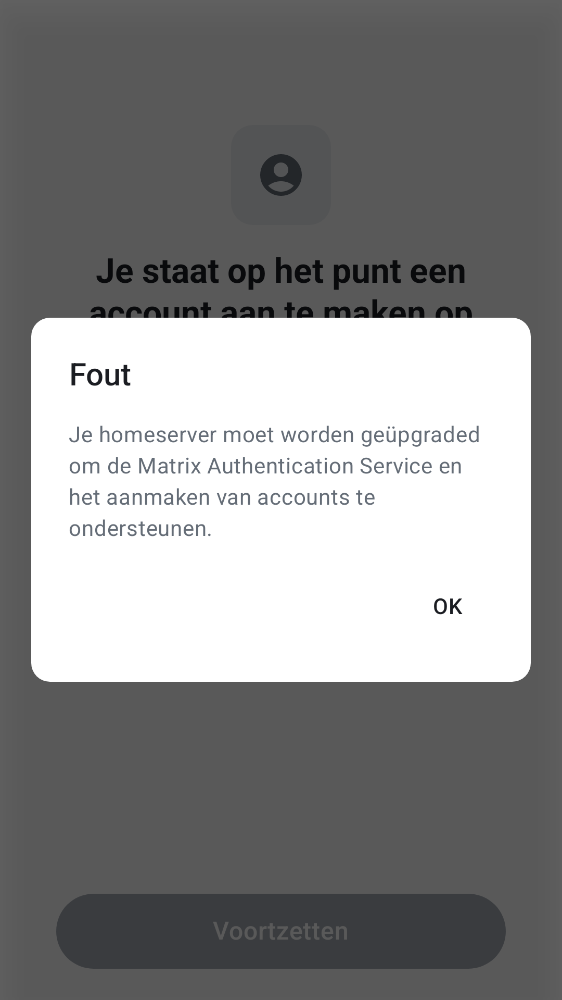 Je staat op het punt een
account aan te maken op
Fout
Je homeserver moet worden geüpgraded
om de Matrix Authentication Service en
het aanmaken van accounts te
ondersteunen.
OK
Voortzetten